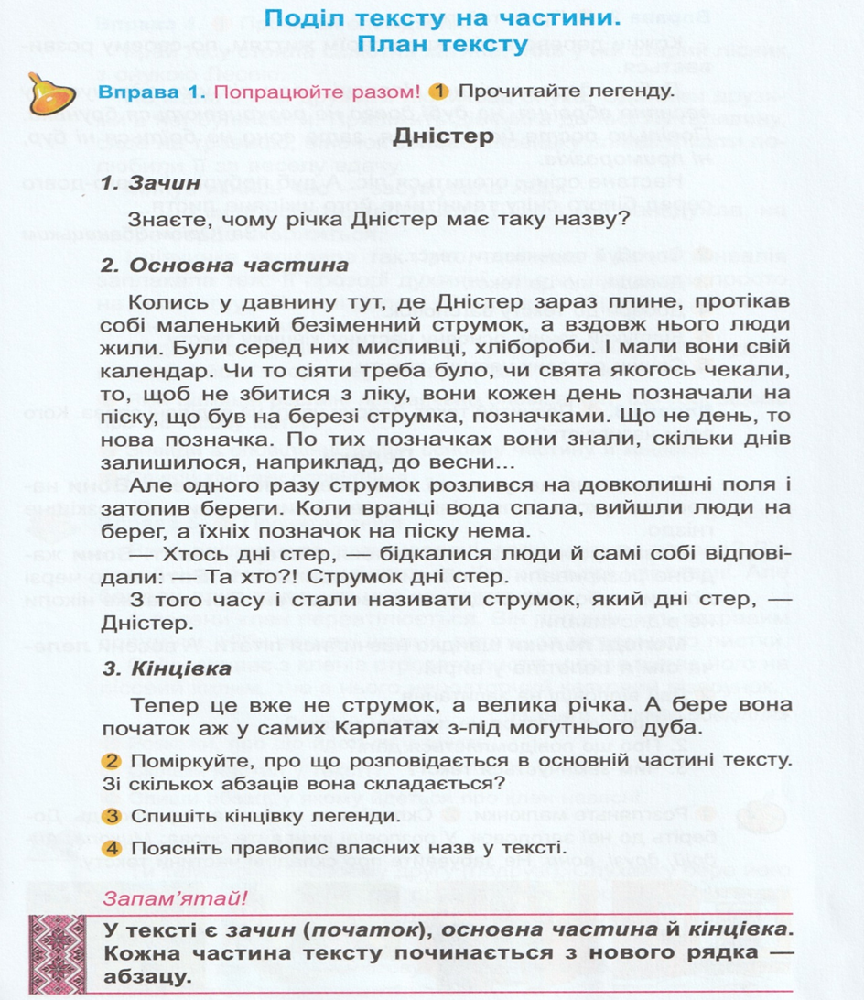 Поділ тексту на частини.
План тексту
Вправа 1. Попрацюйте разом! 1 Прочитайте легенду.
Дністер
1. Зачин
Знаєте, чому річка Дністер має таку назву?
2. Основна частина
Колись у давнину тут, де Дністер зараз плине, протікав
собі маленький безіменний струмок, а вздовж нього люди
жили. Були серед них мисливці, хлібороби. І мали вони свій
календар. Чи то сіяти треба було, чи свята якогось чекали,
то, щоб не збитися з ліку, вони кожен день позначали на
піску, що був на березі струмка, позначками. Що не день, то
нова позначка. По тих позначках вони знали, скільки днів
залишилося, наприклад, до весни...
Але одного разу струмок розлився на довколишні поля і
затопив береги. Коли вранці вода спала, вийшли люди на
берег, а їхніх позначок на піску нема.
— Хтось дні стер, — бідкалися люди і самі собі відпові-
дали: — Та хто?! Струмок дні стер.
З того часу і стали називати струмок, який дні стер, —
Дністер.
3. Кінцівка
Тепер це вже не струмок, а велика річка. А бере вона
початок аж у самих Карпатах з-під могутнього дуба.
2 Поміркуйте, про що розповідається в основній частині тексту.
Зі скількох абзаців вона складається?
3 Спишіть кінцівку легенди.
4 Поясніть правопис власних назв у тексті.
Запам’ятай!
У тексті є зачин (початок), основна частина й кінцівка.
Кожна частина тексту починається з нового рядка —
абзацу.